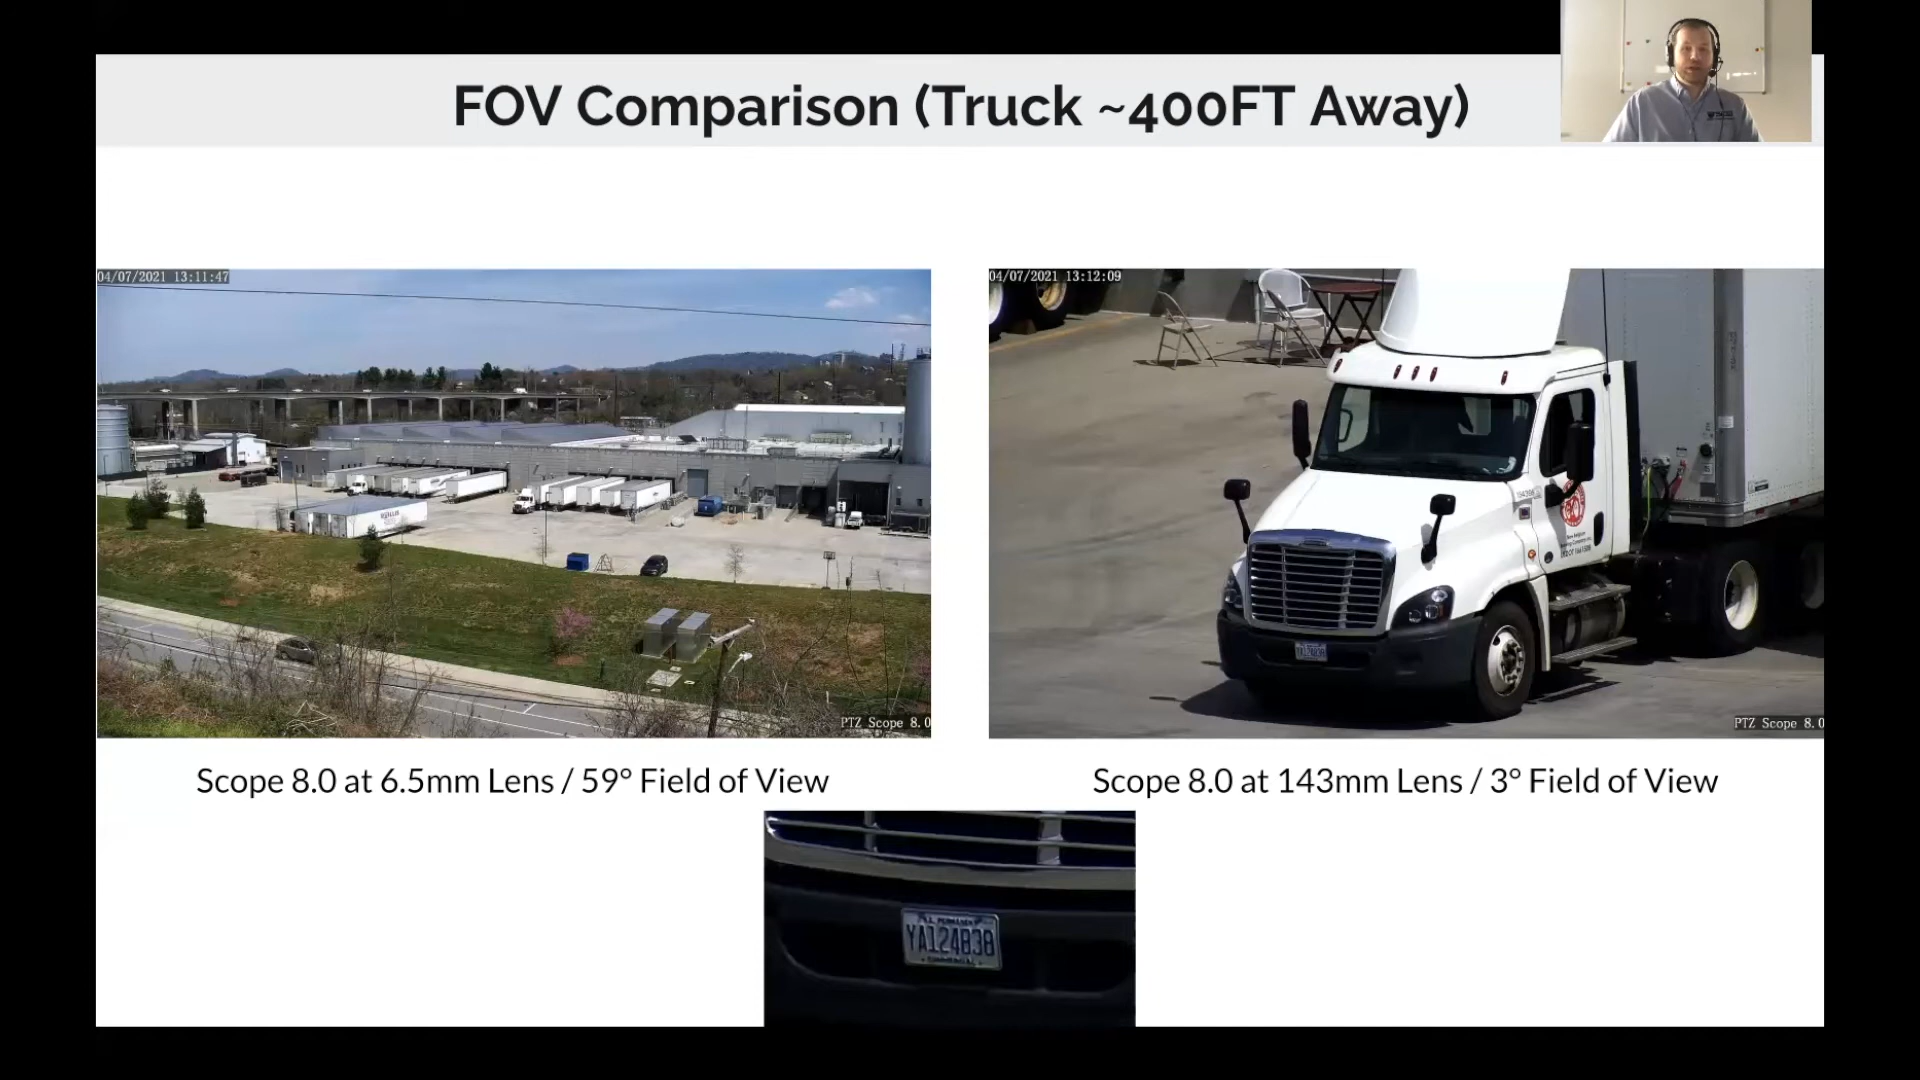 FOV Comparison (Truck ~400FT Away)
04/07/2021 13:11:47
PTZ Scope 8.0
04/07/2021 13:12:09
PTZ Scope 8.0
Scope 8.0 at 6.5mm Lens / 59° Field of View
Scope 8.0 at 143mm Lens / 3° Field of View